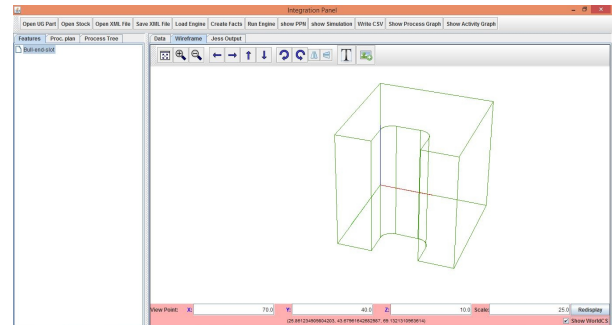 Integration Panel
Open UG Part Open Stock Open XML File Save XML File Load Engine Create Facts Run Engine show PPN show Simulation Write CSV Show Process Graph Show Activity Graph
Features Proc. plan Process Tree
Data Wireframe Jess Output
Bull-end-slot
T
View Point: X: 70.0 Y: 40.0 Z: 10.0 Scale: 25.0 Redisplay
Show WorldCS